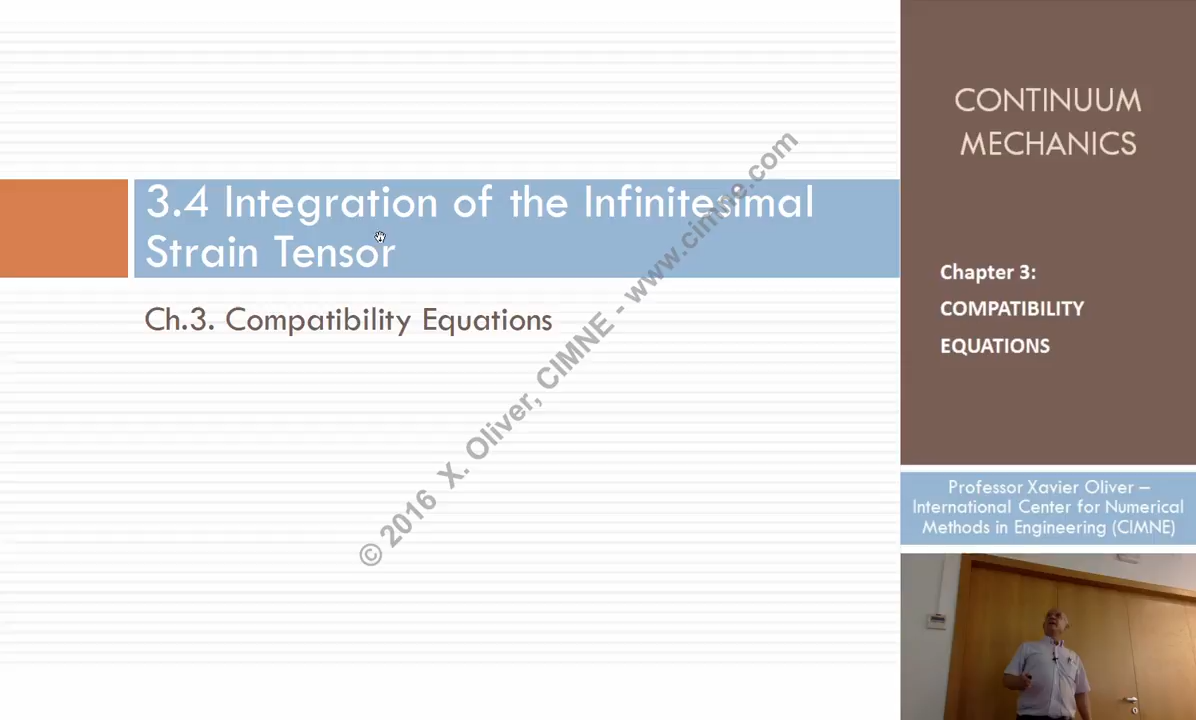 3.4 Integration of the Infinitesimal
Strain Tensor
Ch.3. Compatibility Equations
© 2016 X. Oliver, CIMNE - www.cimne.com
CONTINUUM
MECHANICS
Chapter 3:
COMPATIBILITY
EQUATIONS
Professor Xavier Oliver –
International Center for Numerical
Methods in Engineering (CIMNE)